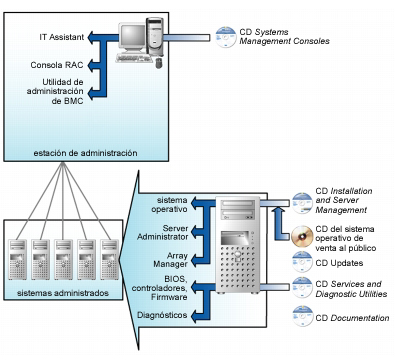 IT Assistant
CD Systems
Management Consoles
Consola RAC
Utilidad de
administración
de BMC
estación de administración
sistema
operativo
CD Installation
and Server
Management
Server
Administrator
CD del sistema
operativo de
venta al público
Array
Manager
CD Updates
BIOS,
controladores,
Firmware
CD Services and
Diagnostic Utilities
Diagnósticos
CD Documentation
sistemas administrados